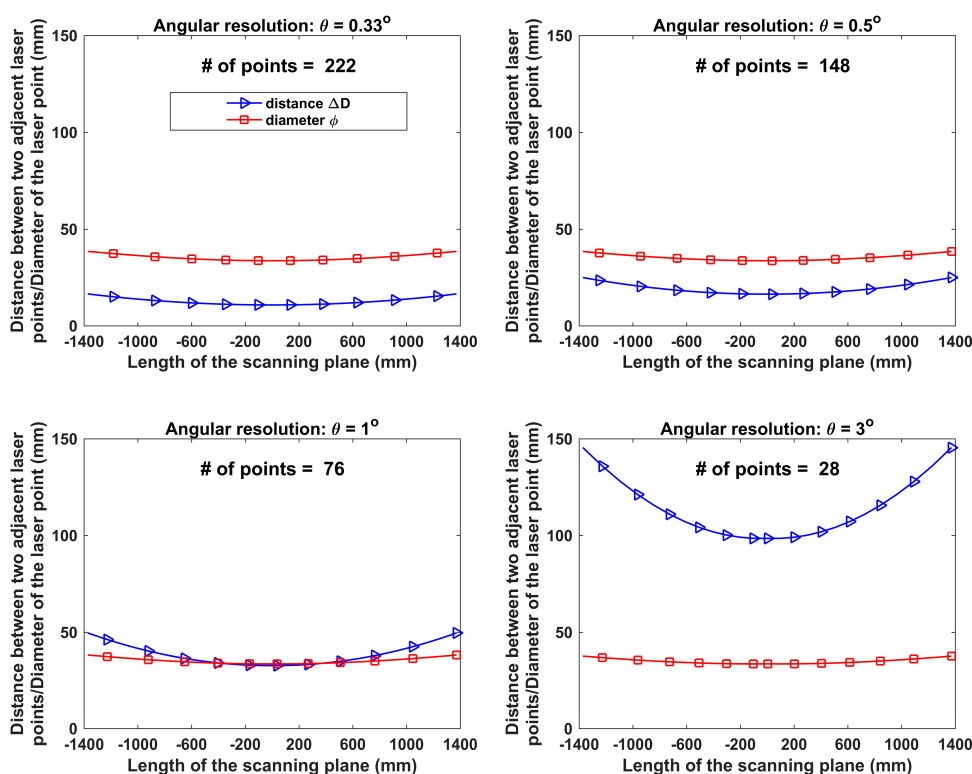 Angular resolution: θ = 0.33°
# of points = 222
distance ΔD
diameter ϕ
150
100
50
0
-1400 -1000 -600 -200 200 600 1000 1400
Length of the scanning plane (mm)
Distance between two adjacent laser
points/Diameter of the laser point (mm)
Angular resolution: θ = 0.5°
# of points = 148
150
100
50
0
-1400 -1000 -600 -200 200 600 1000 1400
Length of the scanning plane (mm)
Distance between two adjacent laser
points/Diameter of the laser point (mm)
Angular resolution: θ = 1°
# of points = 76
150
100
50
0
-1400 -1000 -600 -200 200 600 1000 1400
Length of the scanning plane (mm)
Distance between two adjacent laser
points/Diameter of the laser point (mm)
Angular resolution: θ = 3°
# of points = 28
150
100
50
0
-1400 -1000 -600 -200 200 600 1000 1400
Length of the scanning plane (mm)
Distance between two adjacent laser
points/Diameter of the laser point (mm)